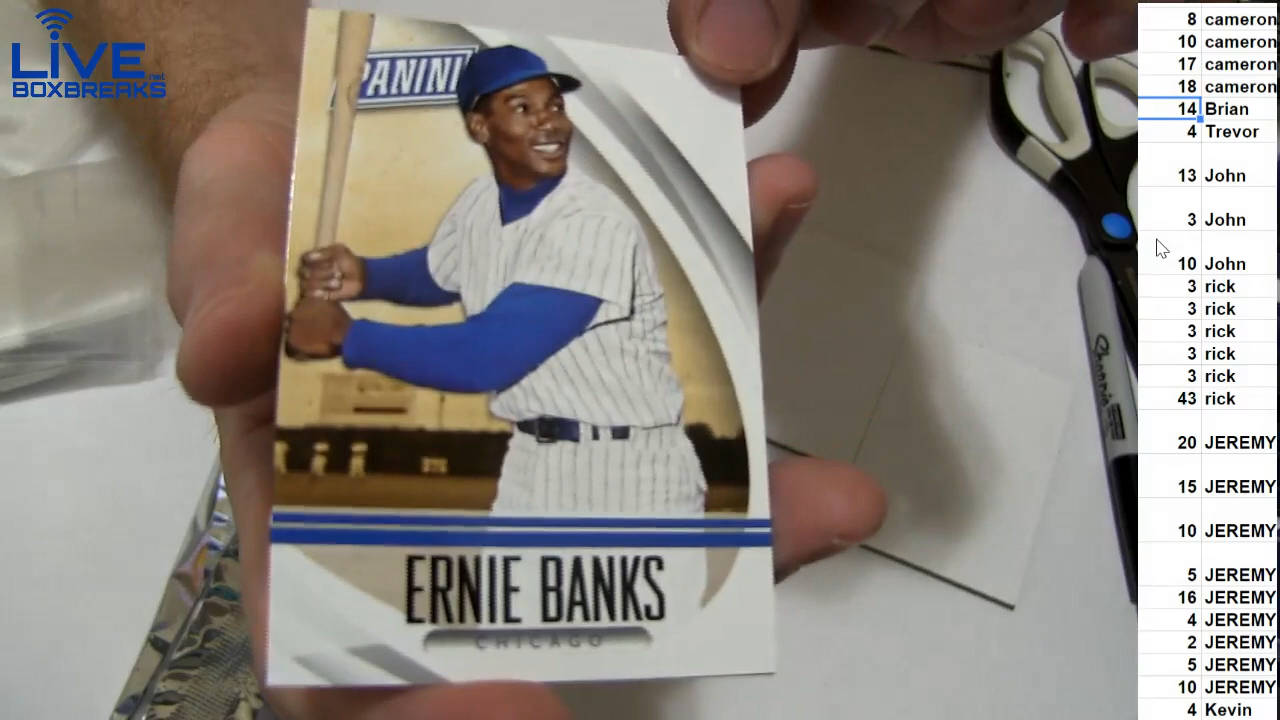 LiVE.net
BOXBREAKS
PANINI
ERNIE BANKS
CHICAGO
Sharpie
8 cameron
10 cameron
17 cameron
18 cameron
14 Brian
4 Trevor
13 John
3 John
10 John
3 rick
3 rick
3 rick
3 rick
3 rick
43 rick
20 JEREMY
15 JEREMY
10 JEREMY
5 JEREMY
16 JEREMY
4 JEREMY
2 JEREMY
5 JEREMY
10 JEREMY
4 Kevin